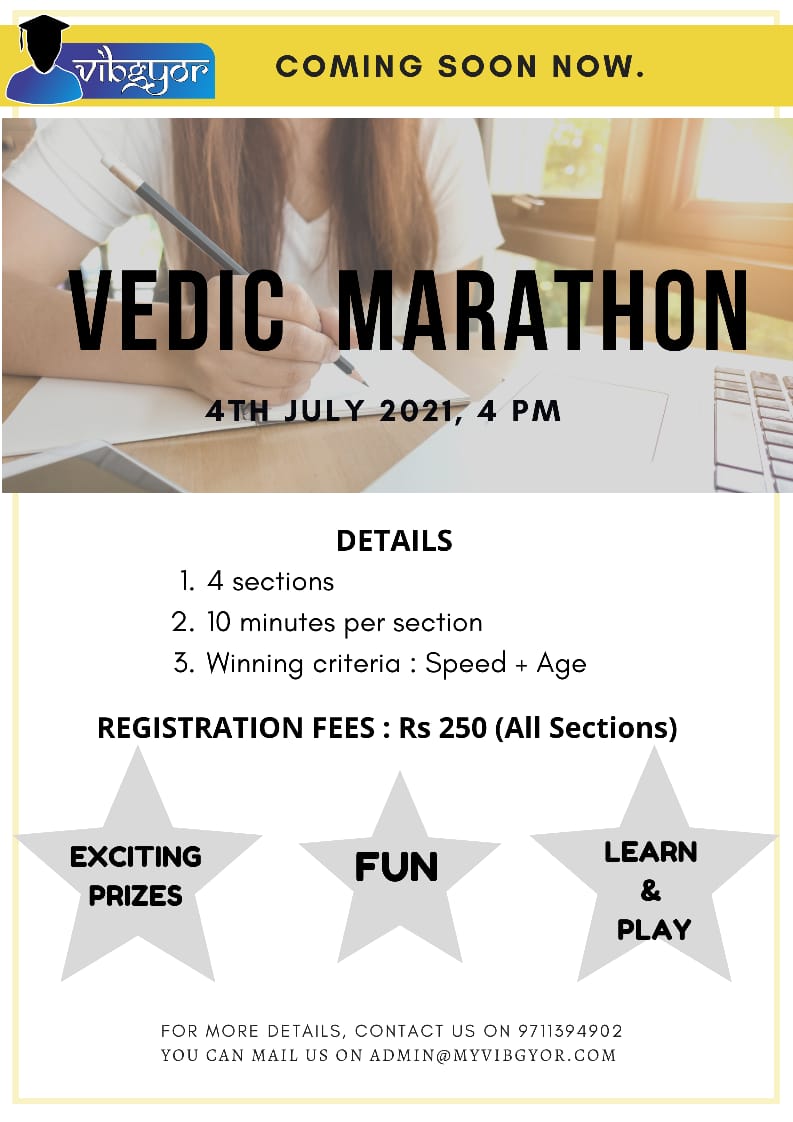 vibgyor
COMING SOON NOW.
VEDIC MARATHON
4TH JULY 2021, 4 PM
DETAILS
1. 4 sections
2. 10 minutes per section
3. Winning criteria : Speed + Age
REGISTRATION FEES : Rs 250 (All Sections)
EXCITING
PRIZES
FUN
LEARN
&
PLAY
FOR MORE DETAILS, CONTACT US ON 9711394902
YOU CAN MAIL US ON ADMIN@MYVIBGYOR.COM